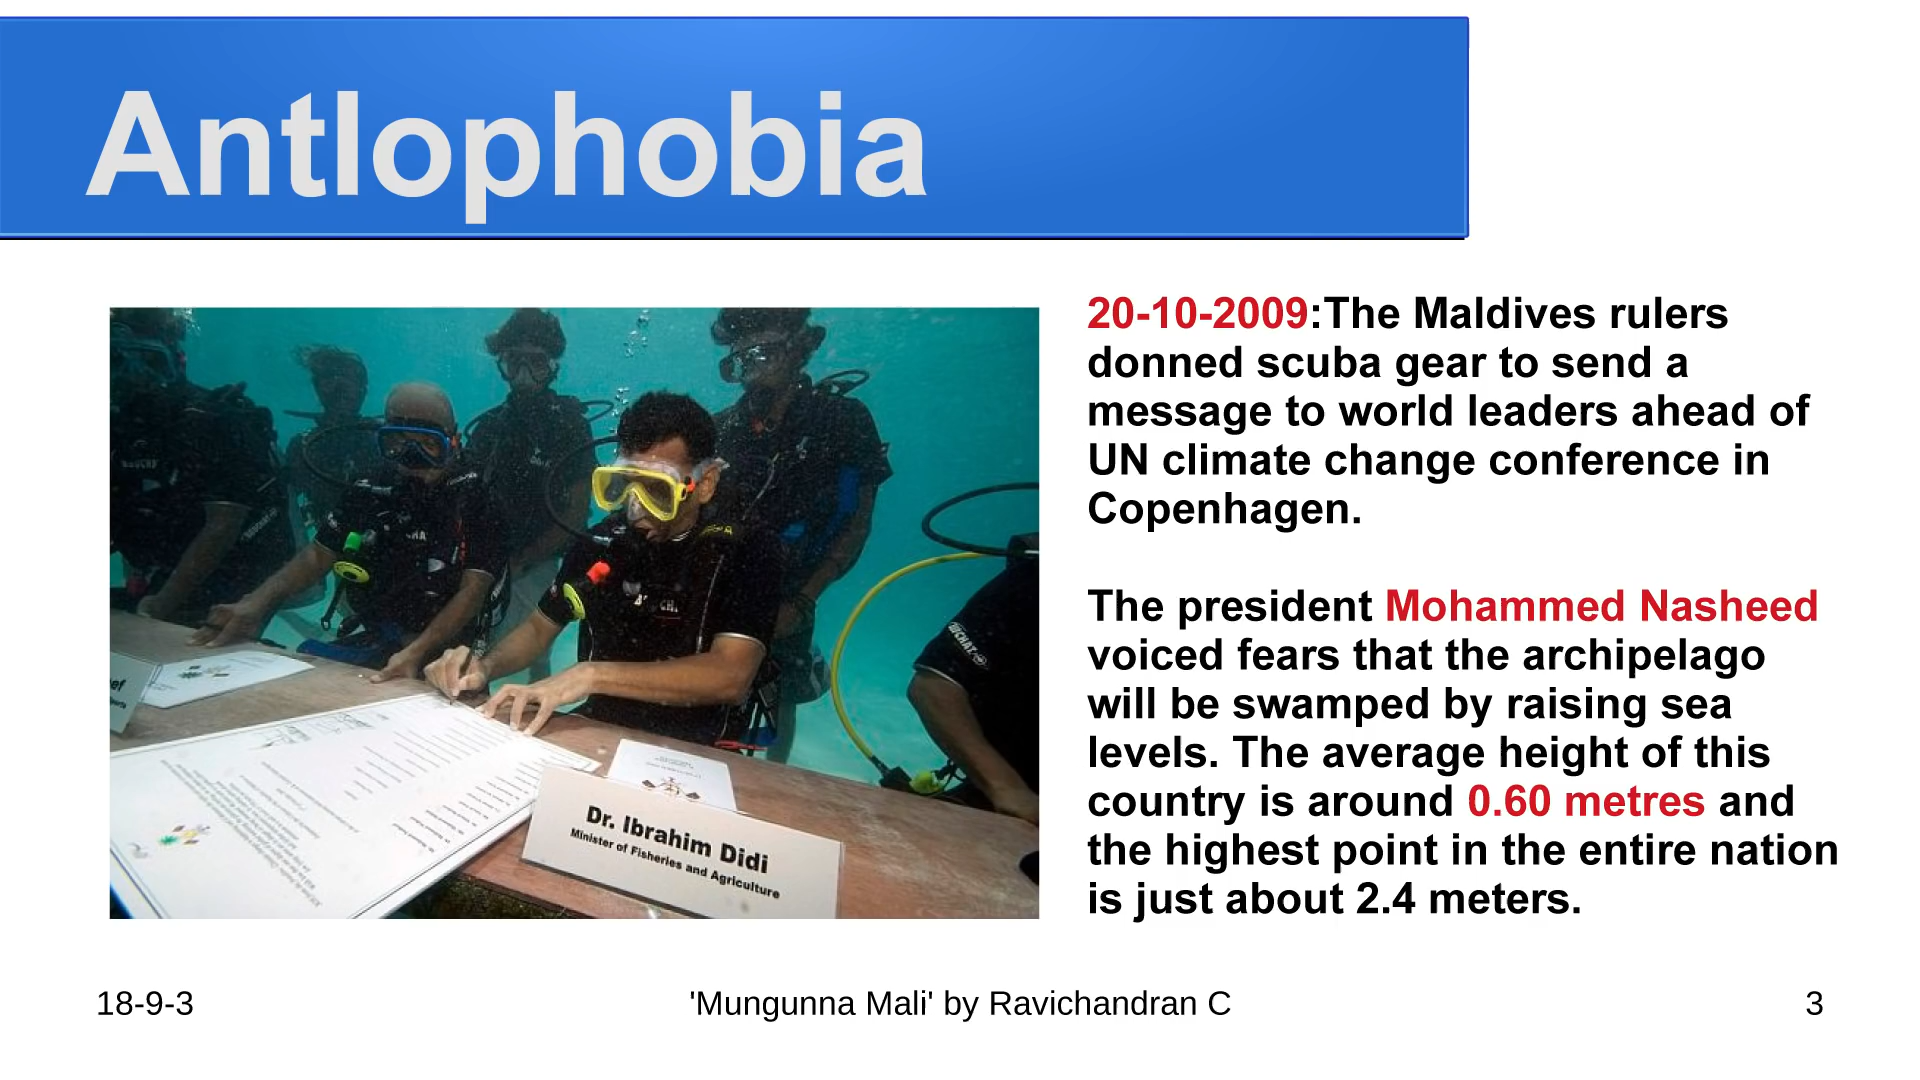 Antlophobia
20-10-2009:The Maldives rulers
donned scuba gear to send a
message to world leaders ahead of
UN climate change conference in
Copenhagen.
The president Mohammed Nasheed
voiced fears that the archipelago
will be swamped by raising sea
levels. The average height of this
country is around 0.60 metres and
the highest point in the entire nation
is just about 2.4 meters.
Dr. Ibrahim Didi
Minister of Fisheries and Agriculture
18-9-3
'Mungunna Mali' by Ravichandran C
3